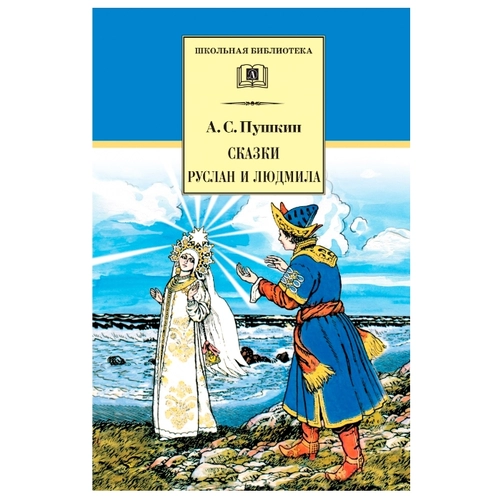 ШКОЛЬНАЯ БИБЛИОТЕКА
А. С. Пушкин
СКАЗКИ
РУСЛАН И ЛЮДМИЛА